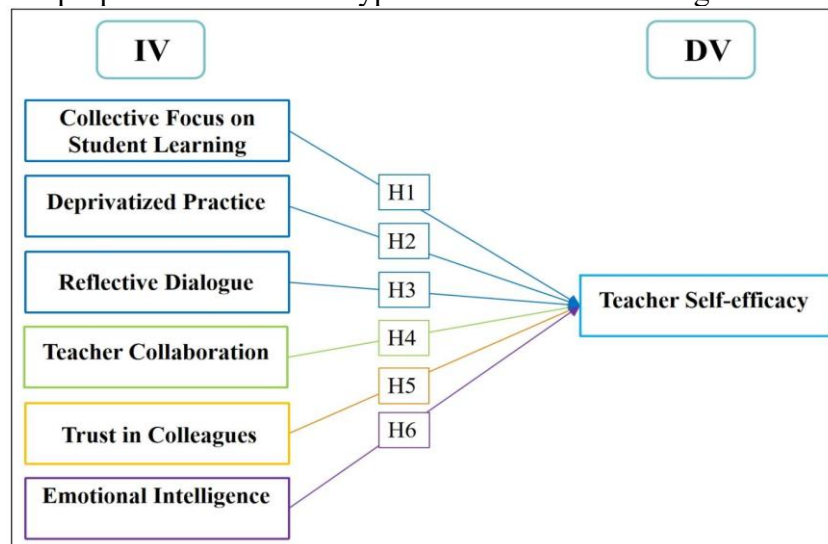 IV
DV
Collective Focus on
Student Learning
H1
Deprivatized Practice
H2
Reflective Dialogue
H3
Teacher Self-efficacy
Teacher Collaboration
H4
H5
Trust in Colleagues
H6
Emotional Intelligence